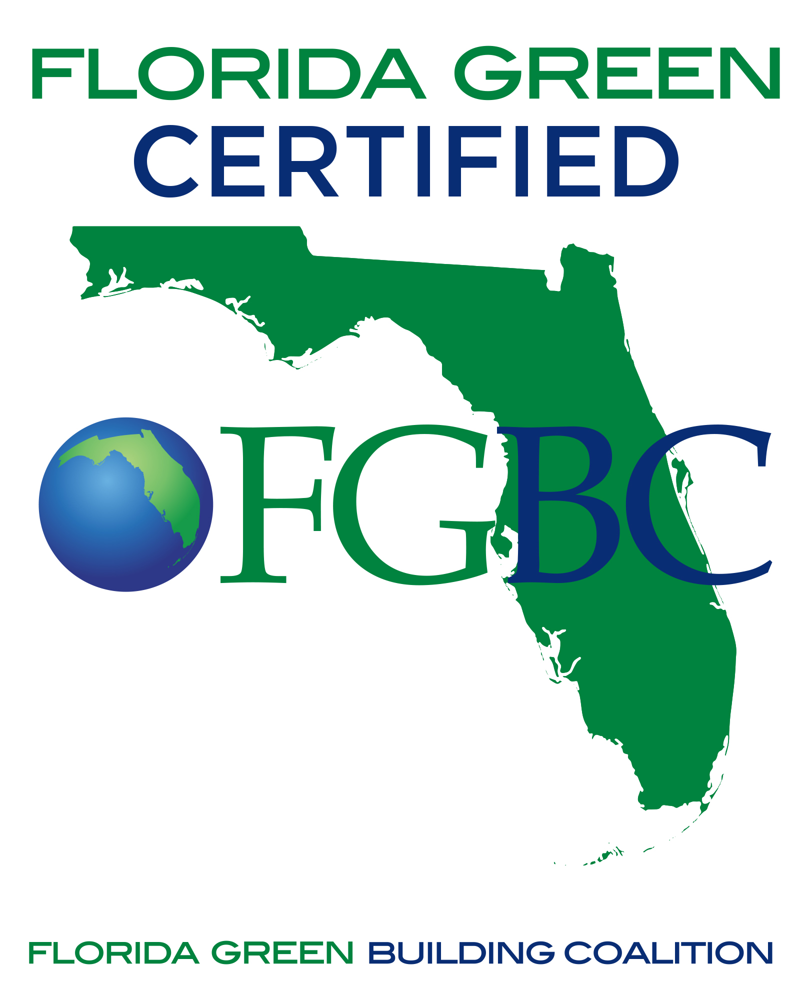 FLORIDA GREEN
CERTIFIED
FGBC
FLORIDA GREEN BUILDING COALITION